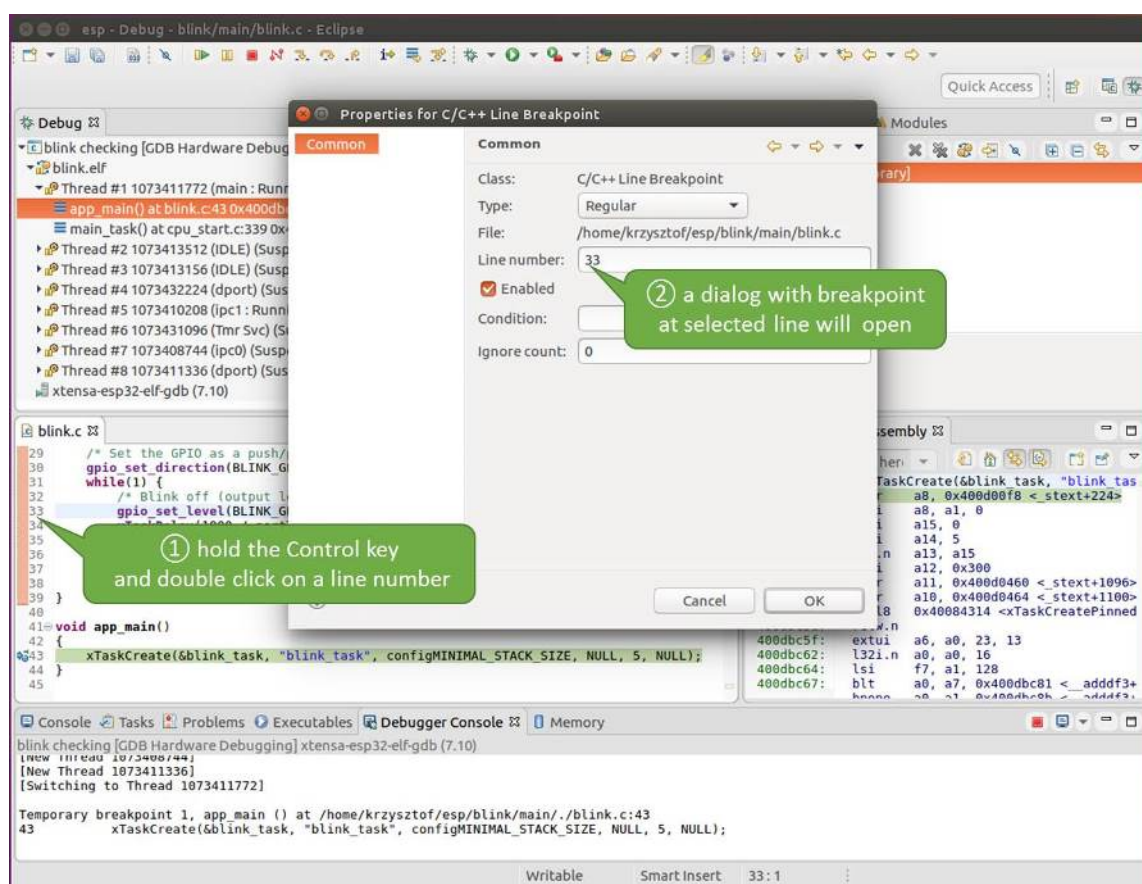 esp - Debug - blink/main/blink.c - Eclipse
Quick Access
Debug
blink checking [GDB Hardware Debug
blink.elf
Thread #1 1073411772 (main : Runn
app_main() at blink.c:43 0x400dbc
main_task() at cpu_start.c:339 0x4
Thread #2 1073413512 (IDLE) (Susp
Thread #3 1073413156 (IDLE) (Susp
Thread #4 1073432224 (dport) (Sus
Thread #5 1073410208 (ipc1 : Runni
Thread #6 1073431096 (Tmr Svc) (S
Thread #7 1073408744 (ipc0) (Susp
Thread #8 1073411336 (dport) (Sus
xtensa-esp32-elf-gdb (7.10)
Properties for C/C++ Line Breakpoint
Common
Common
Class: C/C++ Line Breakpoint
Type: Regular
File: /home/krzysztof/esp/blink/main/blink.c
Line number: 33
Enabled
Condition:
Ignore count: 0
② a dialog with breakpoint
at selected line will open
Cancel
OK
Modules
rary]
blink.c
29 /* Set the GPIO as a push/
30 gpio_set_direction(BLINK_G
31 while(1) {
32 /* Blink off (output l
33 gpio_set_level(BLINK_G
34
35
36
37
38
39 }
40
41 void app_main()
42 {
43 xTaskCreate(&blink_task, "blink_task", configMINIMAL_STACK_SIZE, NULL, 5, NULL);
44 }
45
① hold the Control key
and double click on a line number
ssembly
her
TaskCreate(&blink_task, "blink_tas
r a8, 0x400d00f8 <_stext+224>
i a8, a1, 0
i a15, 0
i a14, 5
.n a13, a15
i a12, 0x300
r a11, 0x400d0460 <_stext+1096>
r a10, 0x400d0464 <_stext+1100>
l8 0x40084314 <xTaskCreatePinned
400dbc5f: extui a6, a0, 23, 13
400dbc62: l32i.n a0, a0, 16
400dbc64: lsi f7, a1, 128
400dbc67: blt a0, a7, 0x400dbc81 <__adddf3+
Console Tasks Problems Executables Debugger Console Memory
blink checking [GDB Hardware Debugging] xtensa-esp32-elf-gdb (7.10)
[New Thread 1073408744]
[New Thread 1073411336]
[Switching to Thread 1073411772]
Temporary breakpoint 1, app_main () at /home/krzysztof/esp/blink/main/./blink.c:43
43 xTaskCreate(&blink_task, "blink_task", configMINIMAL_STACK_SIZE, NULL, 5, NULL);
Writable Smart Insert 33 : 1